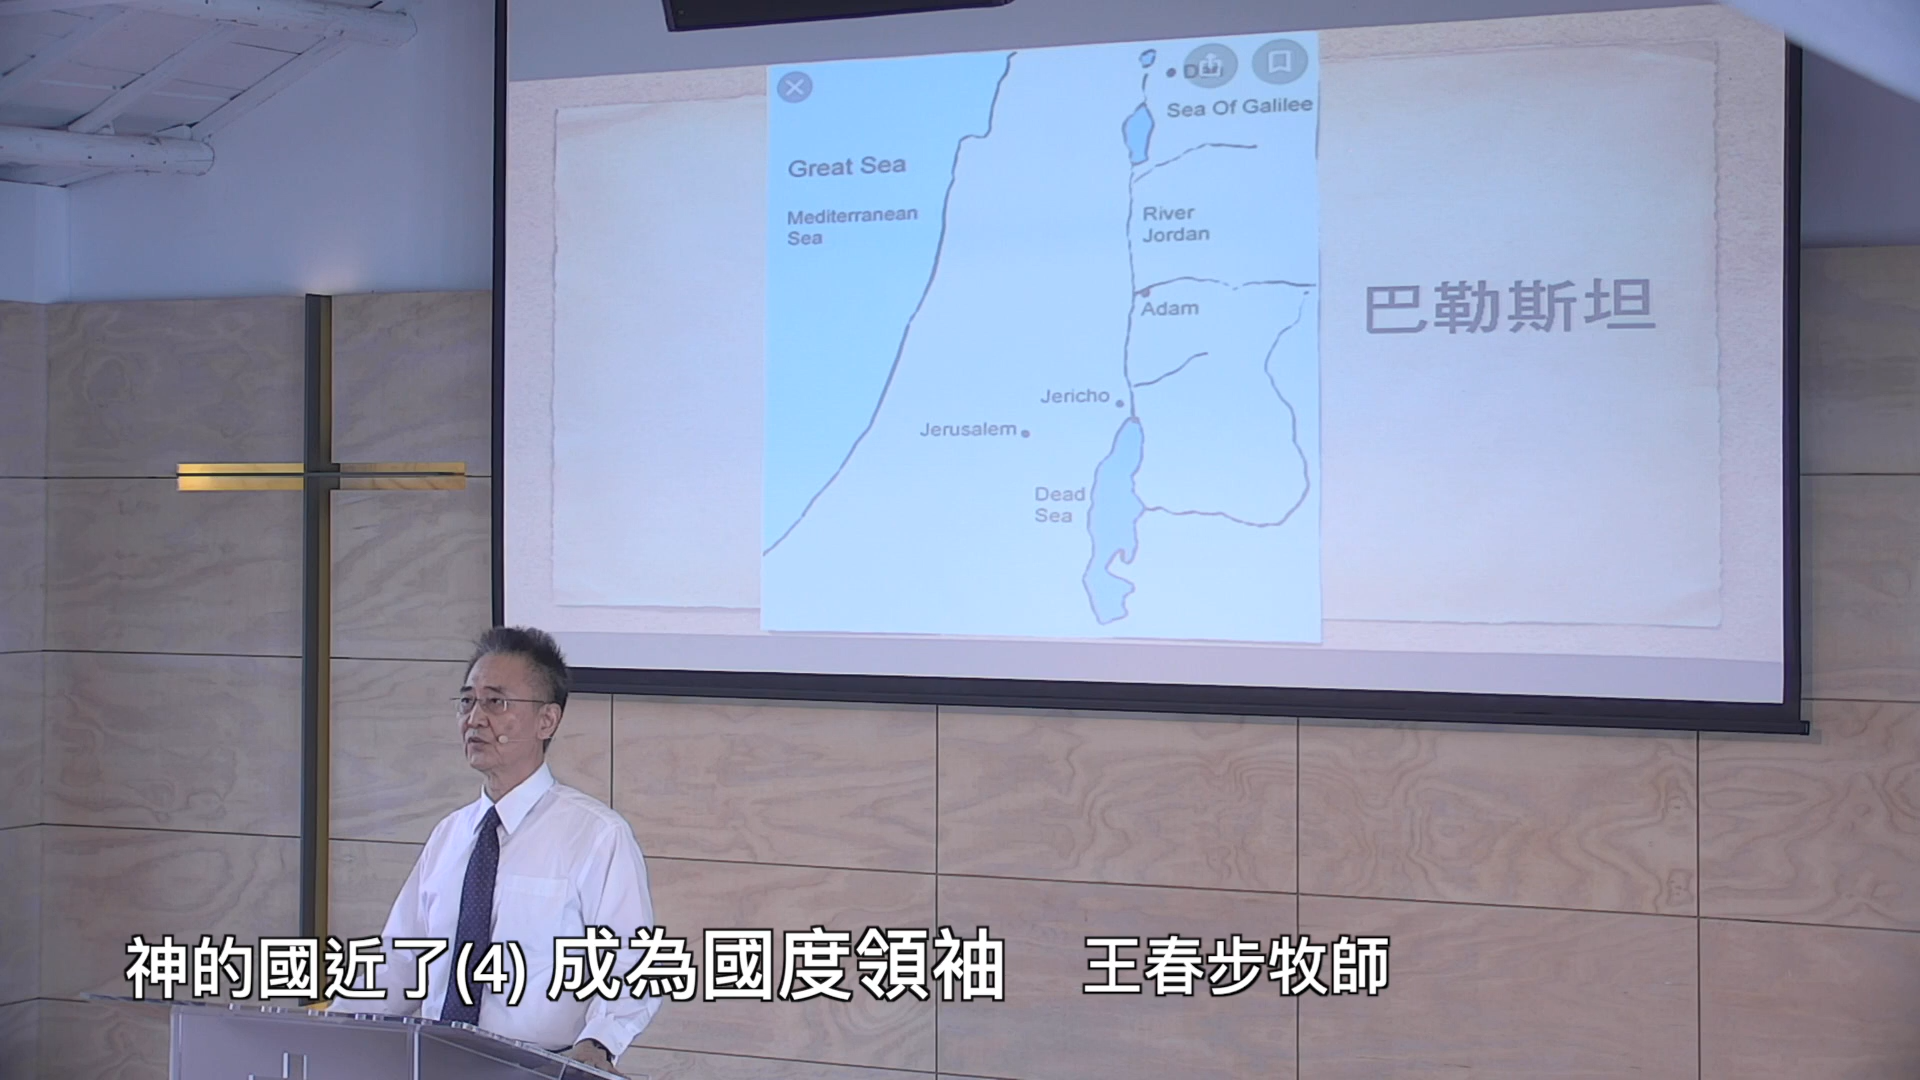 Sea Of Galilee
Great Sea
Mediterranean
Sea
River
Jordan
Adam
巴勒斯坦
Jericho
Jerusalem
Dead
Sea
神的國近了(4) 成為國度領袖 王春步牧師